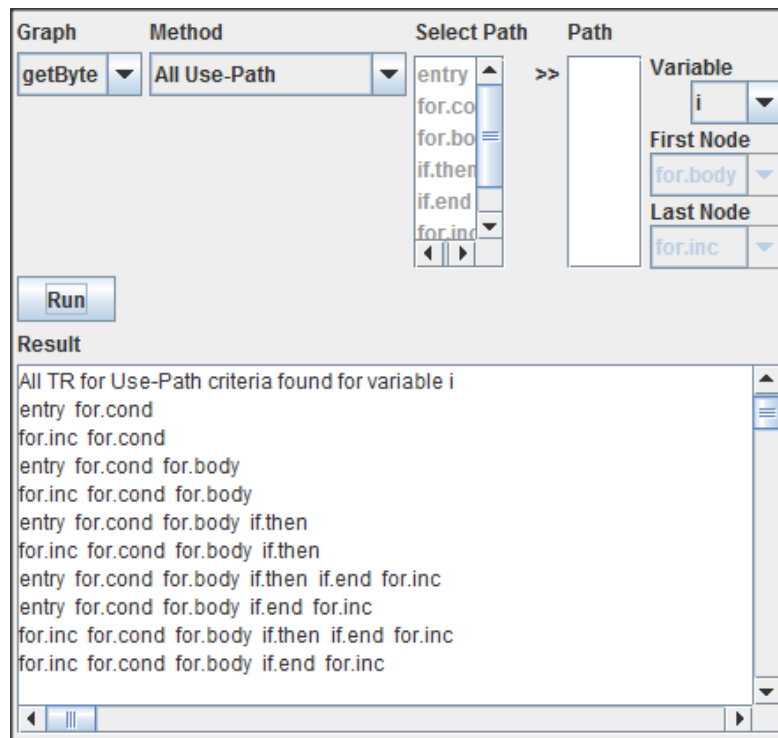 Graph Method Select Path Path
getByte All Use-Path entry >> Variable
for.co i
for.bo First Node
if.then for.body
if.end Last Node
for.inc for.inc
Run
Result
All TR for Use-Path criteria found for variable i
entry for.cond
for.inc for.cond
entry for.cond for.body
for.inc for.cond for.body
entry for.cond for.body if.then
for.inc for.cond for.body if.then
entry for.cond for.body if.then if.end for.inc
entry for.cond for.body if.end for.inc
for.inc for.cond for.body if.then if.end for.inc
for.inc for.cond for.body if.end for.inc